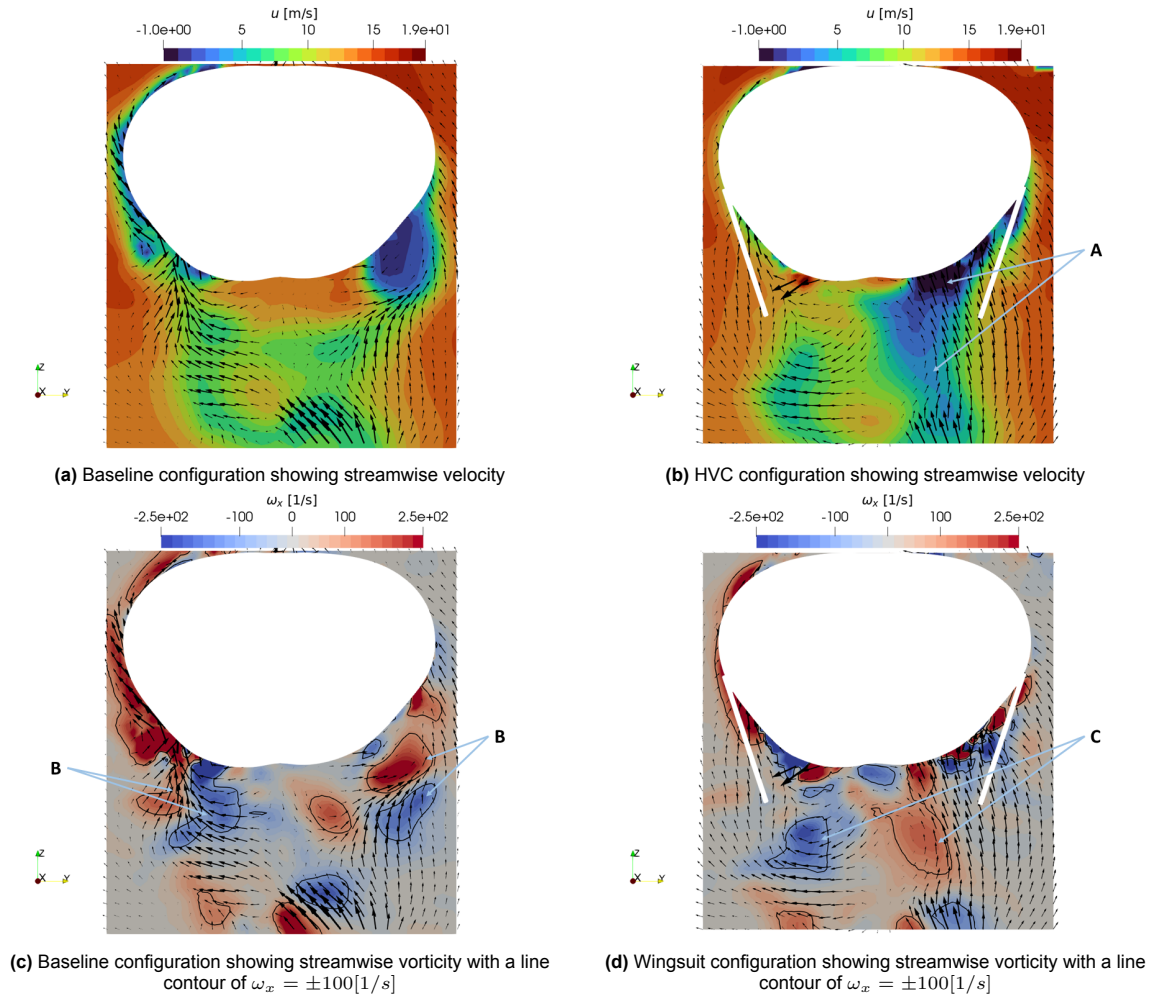 u [m/s]
-1.0e+00 5 10 15 1.9e+01
Z
X Y
(a) Baseline configuration showing streamwise velocity
u [m/s]
-1.0e+00 5 10 15 1.9e+01
A
Z
X Y
(b) HVC configuration showing streamwise velocity
ωx [1/s]
-2.5e+02 -100 0 100 2.5e+02
B
B
Z
X Y
(c) Baseline configuration showing streamwise vorticity with a line
contour of ωx = ±100[1/s]
ωx [1/s]
-2.5e+02 -100 0 100 2.5e+02
C
Z
X Y
(d) Wingsuit configuration showing streamwise vorticity with a line
contour of ωx = ±100[1/s]